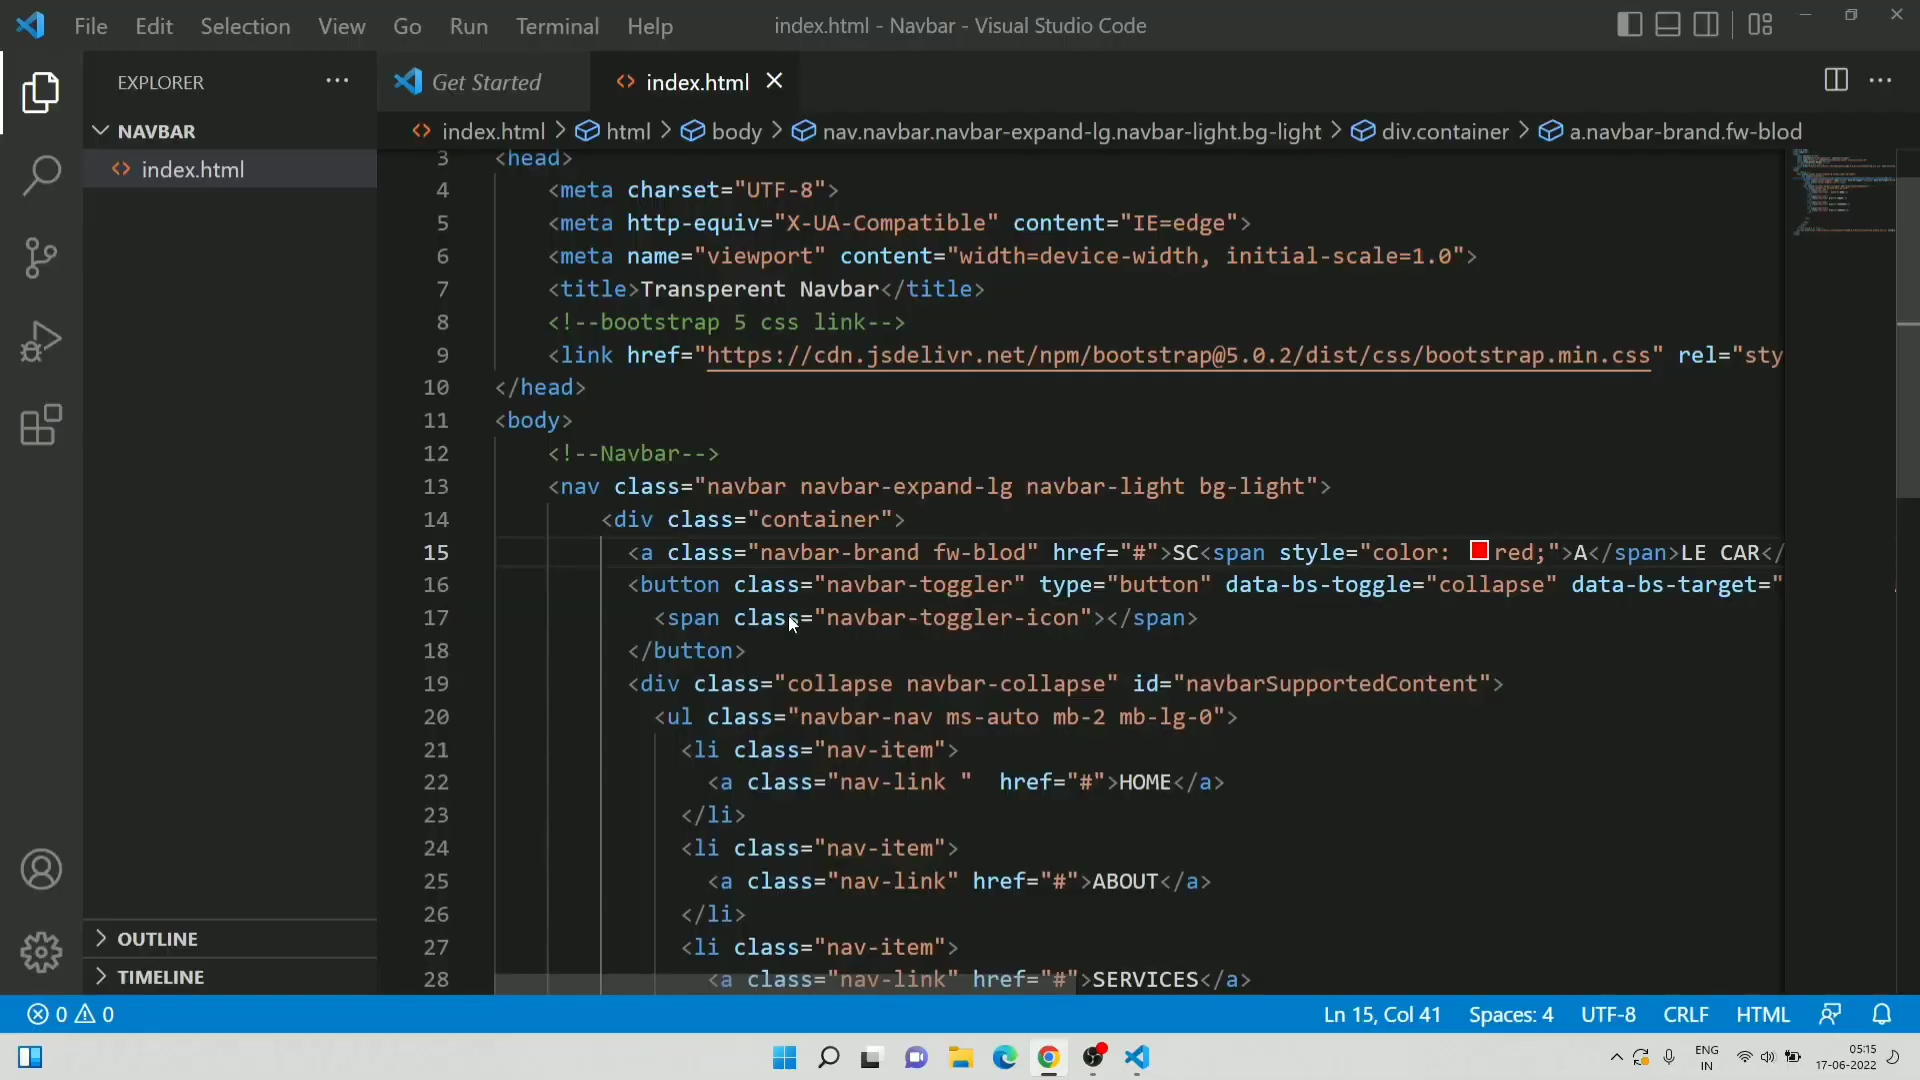 File Edit Selection View Go Run Terminal Help index.html - Navbar - Visual Studio Code
EXPLORER
Get Started
index.html
NAVBAR
index.html
index.html > html > body > nav.navbar.navbar-expand-lg.navbar-light.bg-light > div.container > a.navbar-brand.fw-blod
3 <head>
4 <meta charset="UTF-8">
5 <meta http-equiv="X-UA-Compatible" content="IE=edge">
6 <meta name="viewport" content="width=device-width, initial-scale=1.0">
7 <title>Transperent Navbar</title>
8 <!--bootstrap 5 css link-->
9 <link href="https://cdn.jsdelivr.net/npm/bootstrap@5.0.2/dist/css/bootstrap.min.css" rel="sty
10 </head>
11 <body>
12 <!--Navbar-->
13 <nav class="navbar navbar-expand-lg navbar-light bg-light">
14 <div class="container">
15 <a class="navbar-brand fw-blod" href="#">SC<span style="color: red;">A</span>LE CAR</
16 <button class="navbar-toggler" type="button" data-bs-toggle="collapse" data-bs-target="
17 <span class="navbar-toggler-icon"></span>
18 </button>
19 <div class="collapse navbar-collapse" id="navbarSupportedContent">
20 <ul class="navbar-nav ms-auto mb-2 mb-lg-0">
21 <li class="nav-item">
22 <a class="nav-link " href="#">HOME</a>
23 </li>
24 <li class="nav-item">
25 <a class="nav-link" href="#">ABOUT</a>
26 </li>
27 <li class="nav-item">
28 <a class="nav-link" href="#">SERVICES</a>
OUTLINE
TIMELINE
0 0 Ln 15, Col 41 Spaces: 4 UTF-8 CRLF HTML
ENG
IN
05:15
17-06-2022